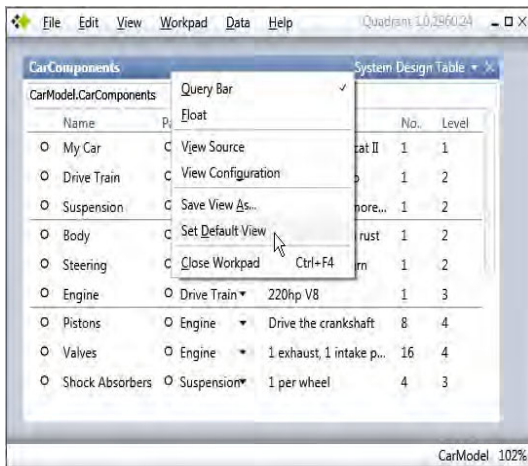 File Edit View Workpad Data Help Quadrant 1.0.2960.24
CarComponents System Design Table
CarModel.CarComponents
Name No.. Level
My Car cat II 1 1
Drive Train 1 2
Suspension more... 1 2
Body rust 1 2
Steering 1 2
Engine Drive Train 220hp V8 1 3
Pistons Engine Drive the crankshaft 8 4
Valves Engine 1 exhaust, 1 intake p... 16 4
Shock Absorbers Suspension 1 per wheel 4 3
Query Bar
Float
View Source
View Configuration
Save View As...
Set Default View
Close Workpad Ctrl+F4
CarModel 102%